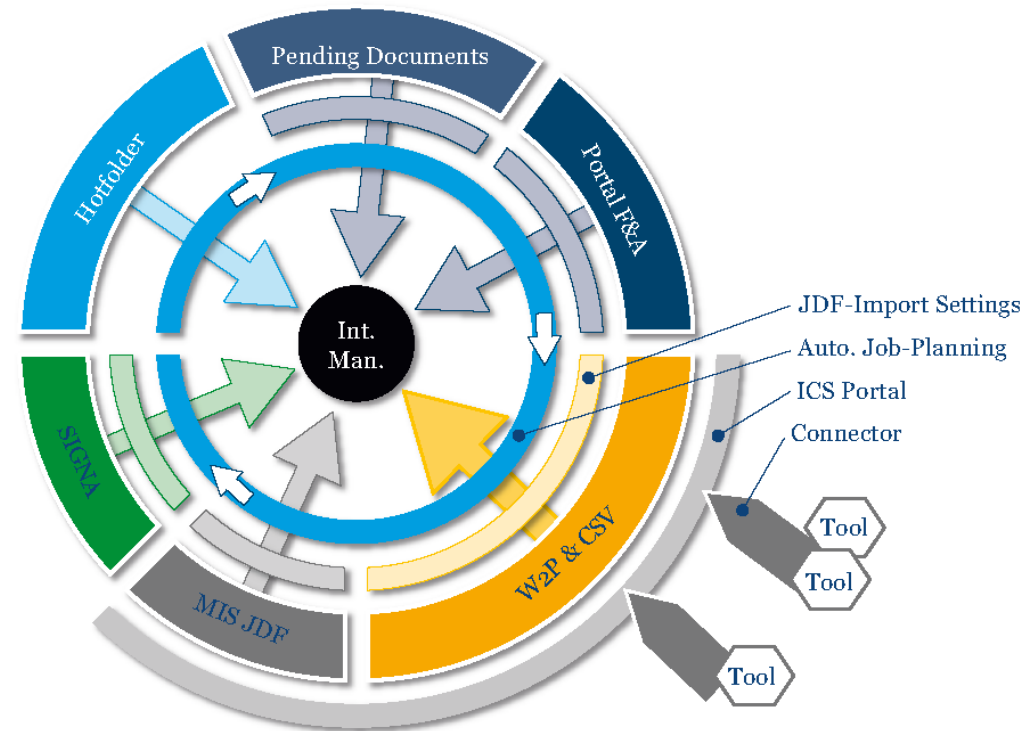 Pending Documents
Hotfolder
Portal F&A
JDF-Import Settings
Int.
Man.
Auto. Job-Planning
ICS Portal
Connector
SIGNA
W2P & CSV
MIS JDF
Tool
Tool
Tool